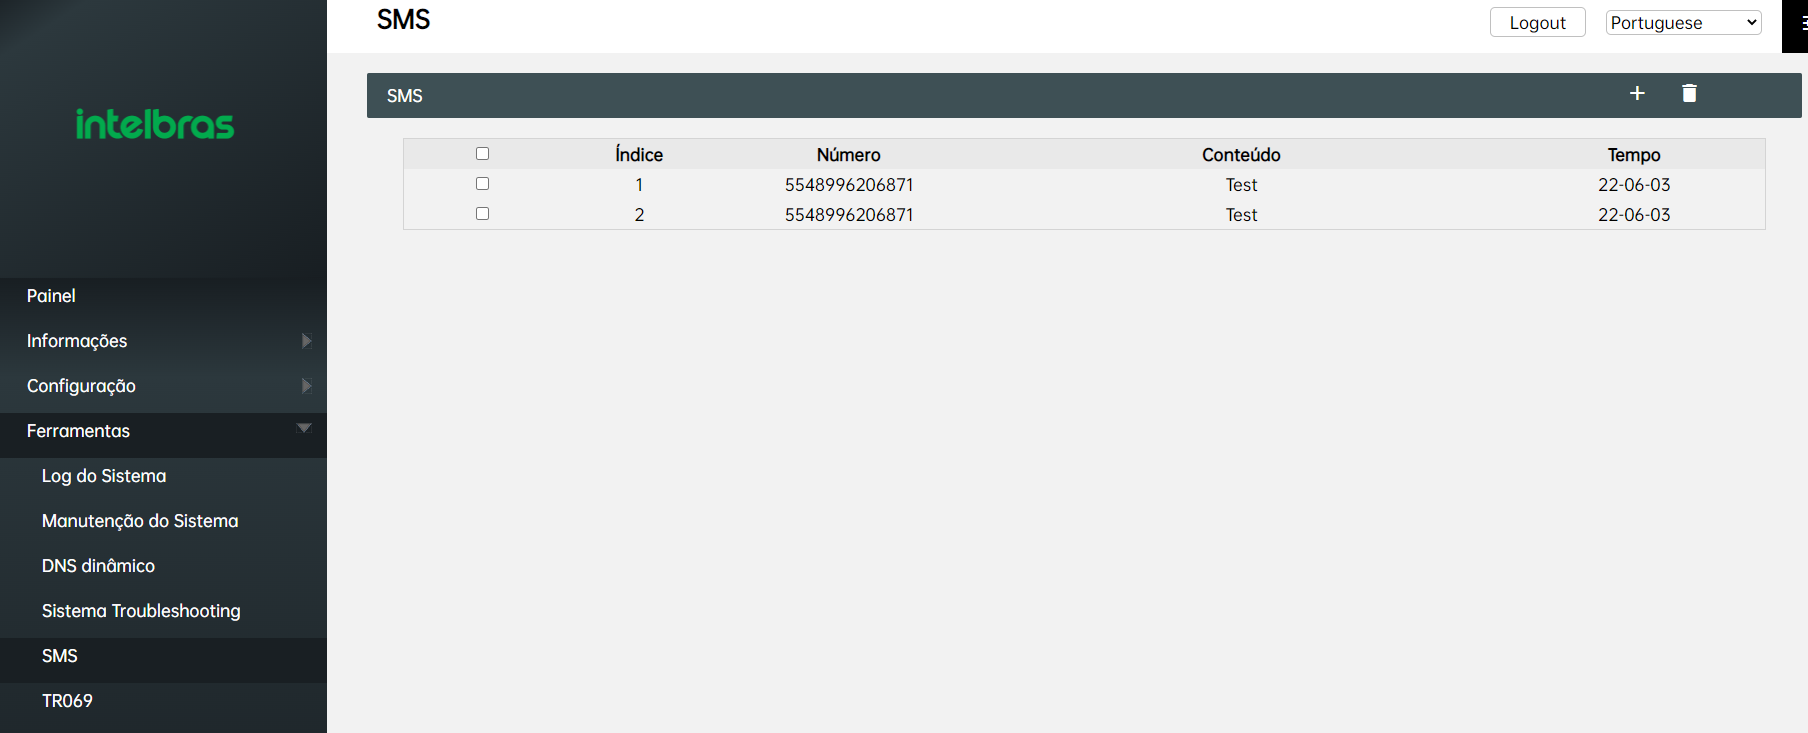 SMS
Logout
Portuguese
intelbras
SMS
Índice Número Conteúdo Tempo
1 5548996206871 Test 22-06-03
2 5548996206871 Test 22-06-03
Painel
Informações
Configuração
Ferramentas
Log do Sistema
Manutenção do Sistema
DNS dinâmico
Sistema Troubleshooting
SMS
TR069